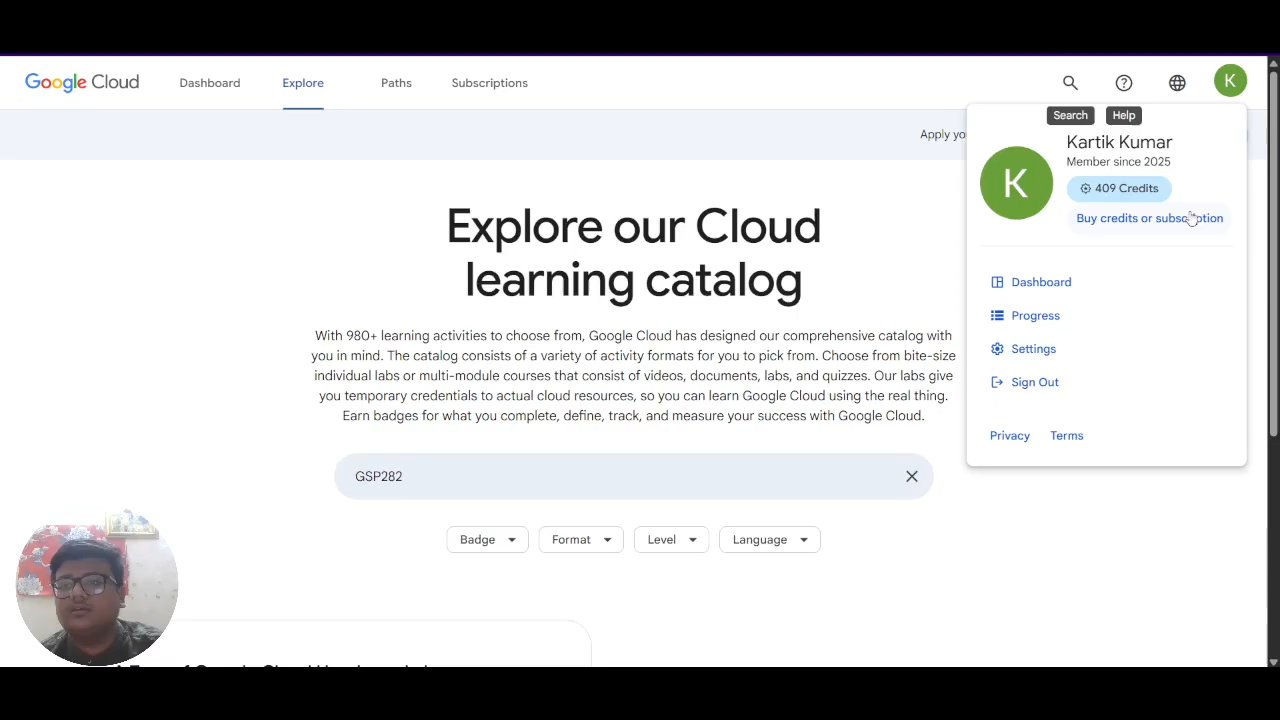 Google Cloud
Dashboard
Explore
Paths
Subscriptions
K
Search
Help
Apply
Kartik Kumar
Member since 2025
K
409 Credits
Buy credits or subscription
Dashboard
Progress
Settings
Sign Out
Privacy
Terms
Explore our Cloud
learning catalog
With 980+ learning activities to choose from, Google Cloud has designed our comprehensive catalog with
you in mind. The catalog consists of a variety of activity formats for you to pick from. Choose from bite-size
individual labs or multi-module courses that consist of videos, documents, labs, and quizzes. Our labs give
you temporary credentials to actual cloud resources, so you can learn Google Cloud using the real thing.
Earn badges for what you complete, define, track, and measure your success with Google Cloud.
GSP282
Badge
Format
Level
Language